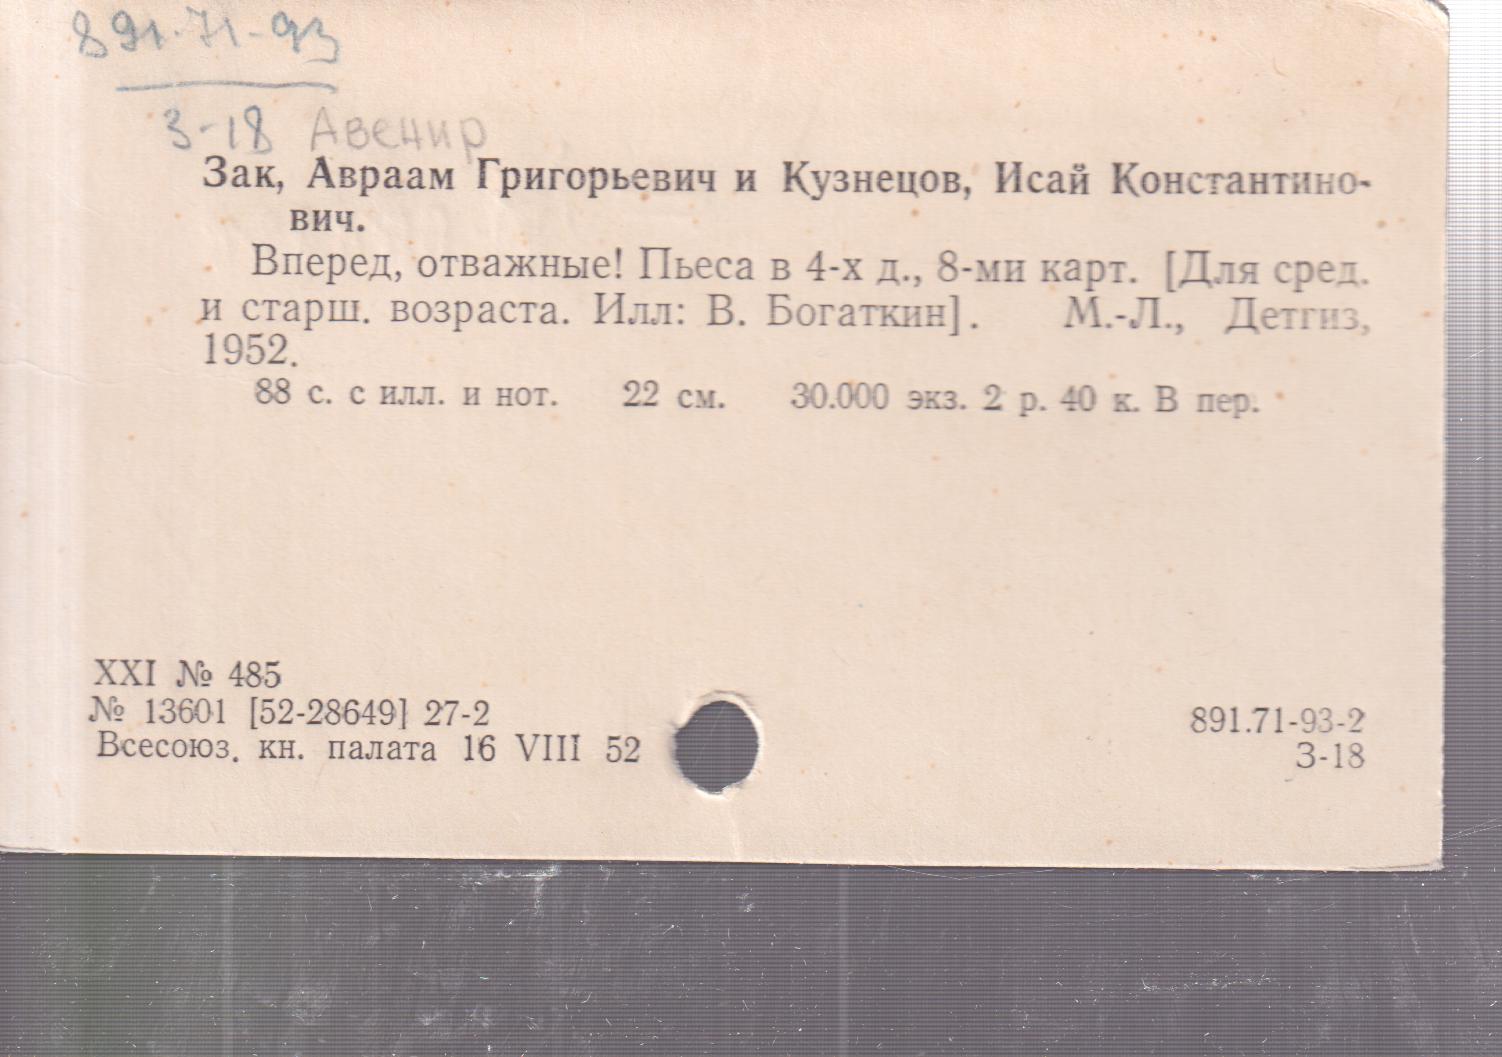 891.71-93
З-18 Авенир
Зак, Авраам Григорьевич и Кузнецов, Исай Константино-
вич.
Вперед, отважные! Пьеса в 4-х д., 8-ми карт. [Для сред.
и старш. возраста. Илл: В. Богаткин]. М.-Л., Детгиз,
1952.
88 с. с илл. и нот. 22 см. 30.000 экз. 2 р. 40 к. В пер.
XXI № 485
№ 13601 [52-28649] 27-2
Всесоюз. кн. палата 16 VIII 52
891.71-93-2
З-18